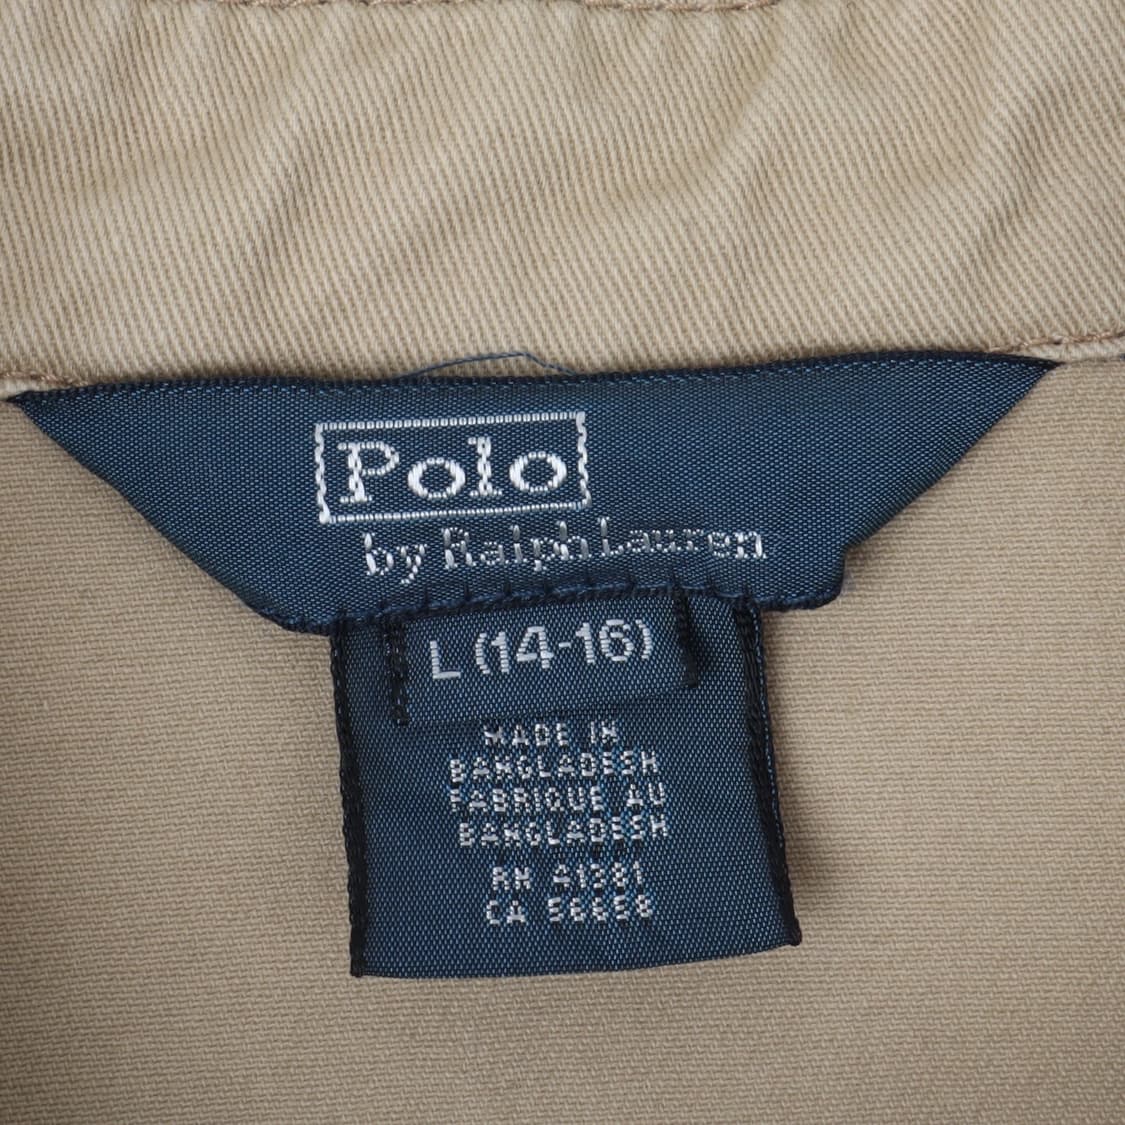 Polo
by Ralph Lauren
L (14-16)
MADE IN
BANGLADESH
FABRIQUE AU
BANGLADESH
RN 41381
CA 56658